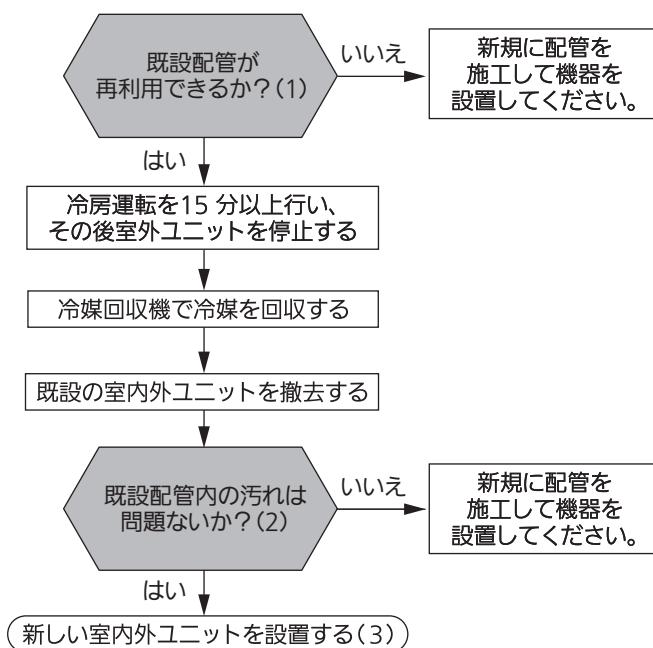 既設配管が
再利用できるか？(1)
いいえ
新規に配管を
施工して機器を
設置してください。
はい
冷房運転を15 分以上行い、
その後室外ユニットを停止する
冷媒回収機で冷媒を回収する
既設の室内外ユニットを撤去する
既設配管内の汚れは
問題ないか？(2)
いいえ
新規に配管を
施工して機器を
設置してください。
はい
新しい室内外ユニットを設置する(3)